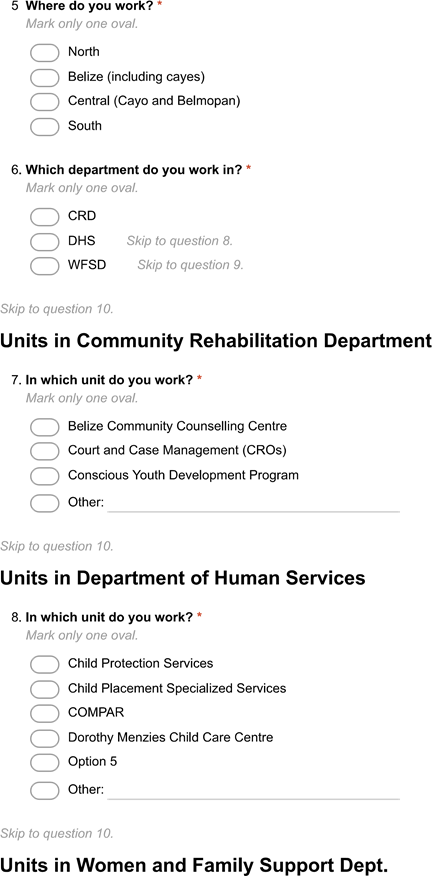 5 Where do you work? *
Mark only one oval.
North
Belize (including cayes)
Central (Cayo and Belmopan)
South
6. Which department do you work in? *
Mark only one oval.
CRD
DHS Skip to question 8.
WFSD Skip to question 9.
Skip to question 10.
Units in Community Rehabilitation Department
7. In which unit do you work? *
Mark only one oval.
Belize Community Counselling Centre
Court and Case Management (CROs)
Conscious Youth Development Program
Other:
Skip to question 10.
Units in Department of Human Services
8. In which unit do you work? *
Mark only one oval.
Child Protection Services
Child Placement Specialized Services
COMPAR
Dorothy Menzies Child Care Centre
Option 5
Other:
Skip to question 10.
Units in Women and Family Support Dept.